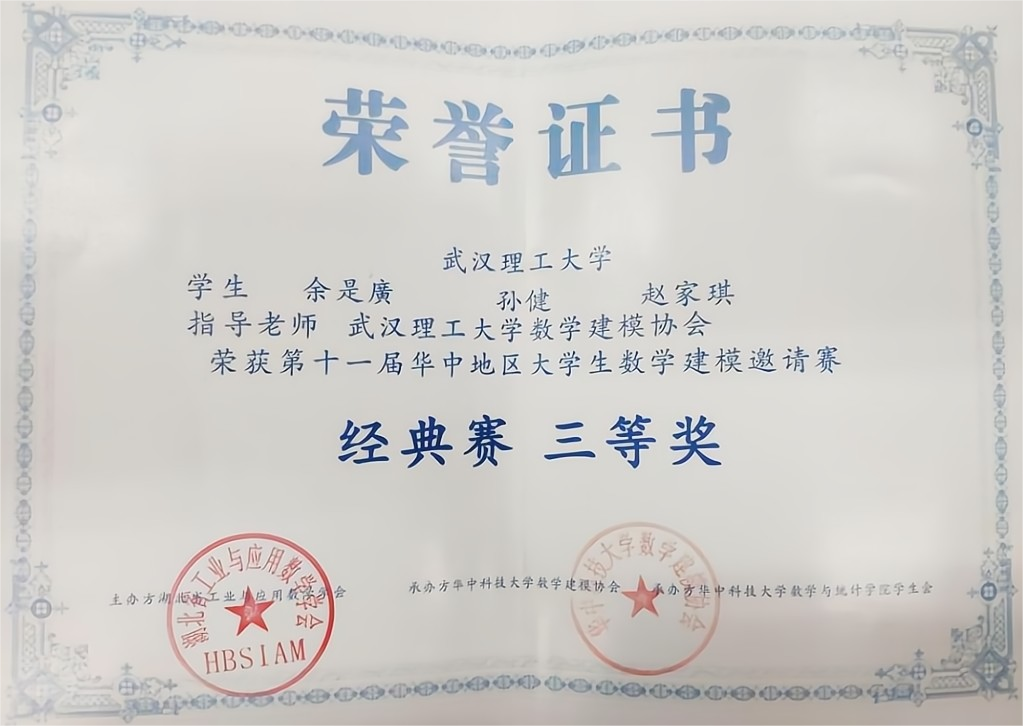 荣誉证书
武汉理工大学
学生 余是廣 孙健 赵家琪
指导老师 武汉理工大学数学建模协会
荣获第十一届华中地区大学生数学建模邀请赛
经典赛 三等奖
主办方湖北省工业与应用数学学会 承办方华中科技大学数学建模协会 承办方华中科技大学数学与统计学院学生会
湖北省工业与应用数学学会
HBSIAM
华中科技大学数学建模协会